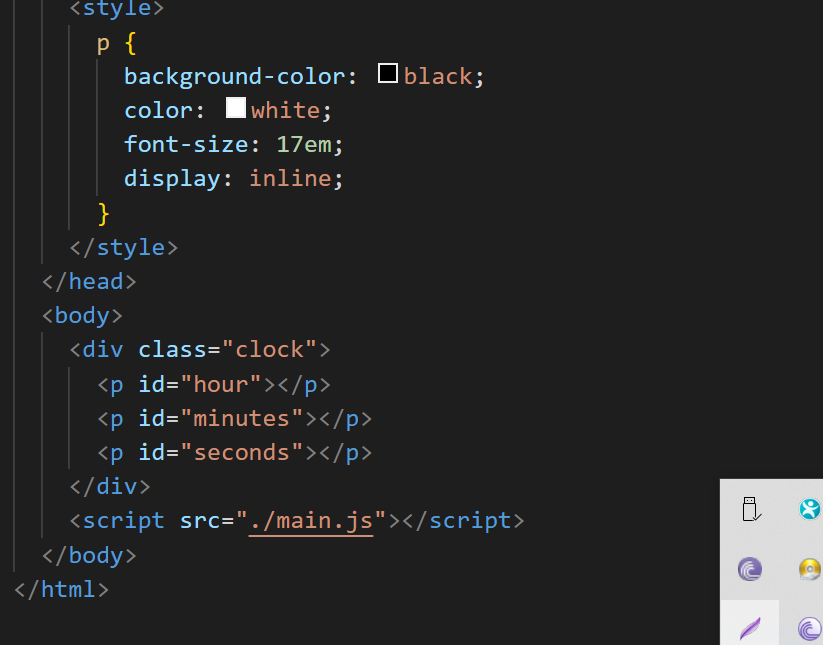 <style>
p {
background-color: black;
color: white;
font-size: 17em;
display: inline;
}
</style>
</head>
<body>
<div class="clock">
<p id="hour"></p>
<p id="minutes"></p>
<p id="seconds"></p>
</div>
<script src="./main.js"></script>
</body>
</html>